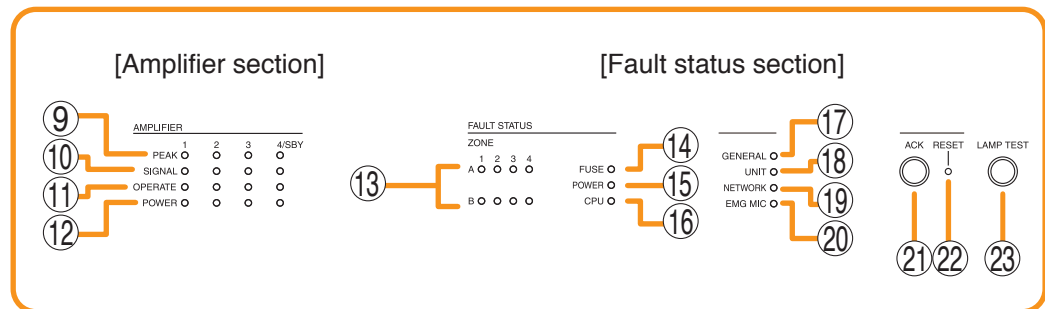 [Amplifier section]
[Fault status section]
⑨ ⑩ ⑪ ⑫
AMPLIFIER
1 2 3 4/SBY
PEAK
SIGNAL
OPERATE
POWER
⑬
FAULT STATUS
ZONE
1 2 3 4
A
B
FUSE ⑭
POWER ⑮
CPU ⑯
GENERAL ⑰
UNIT ⑱
NETWORK ⑲
EMG MIC ⑳
ACK RESET LAMP TEST
㉑ ㉒ ㉓